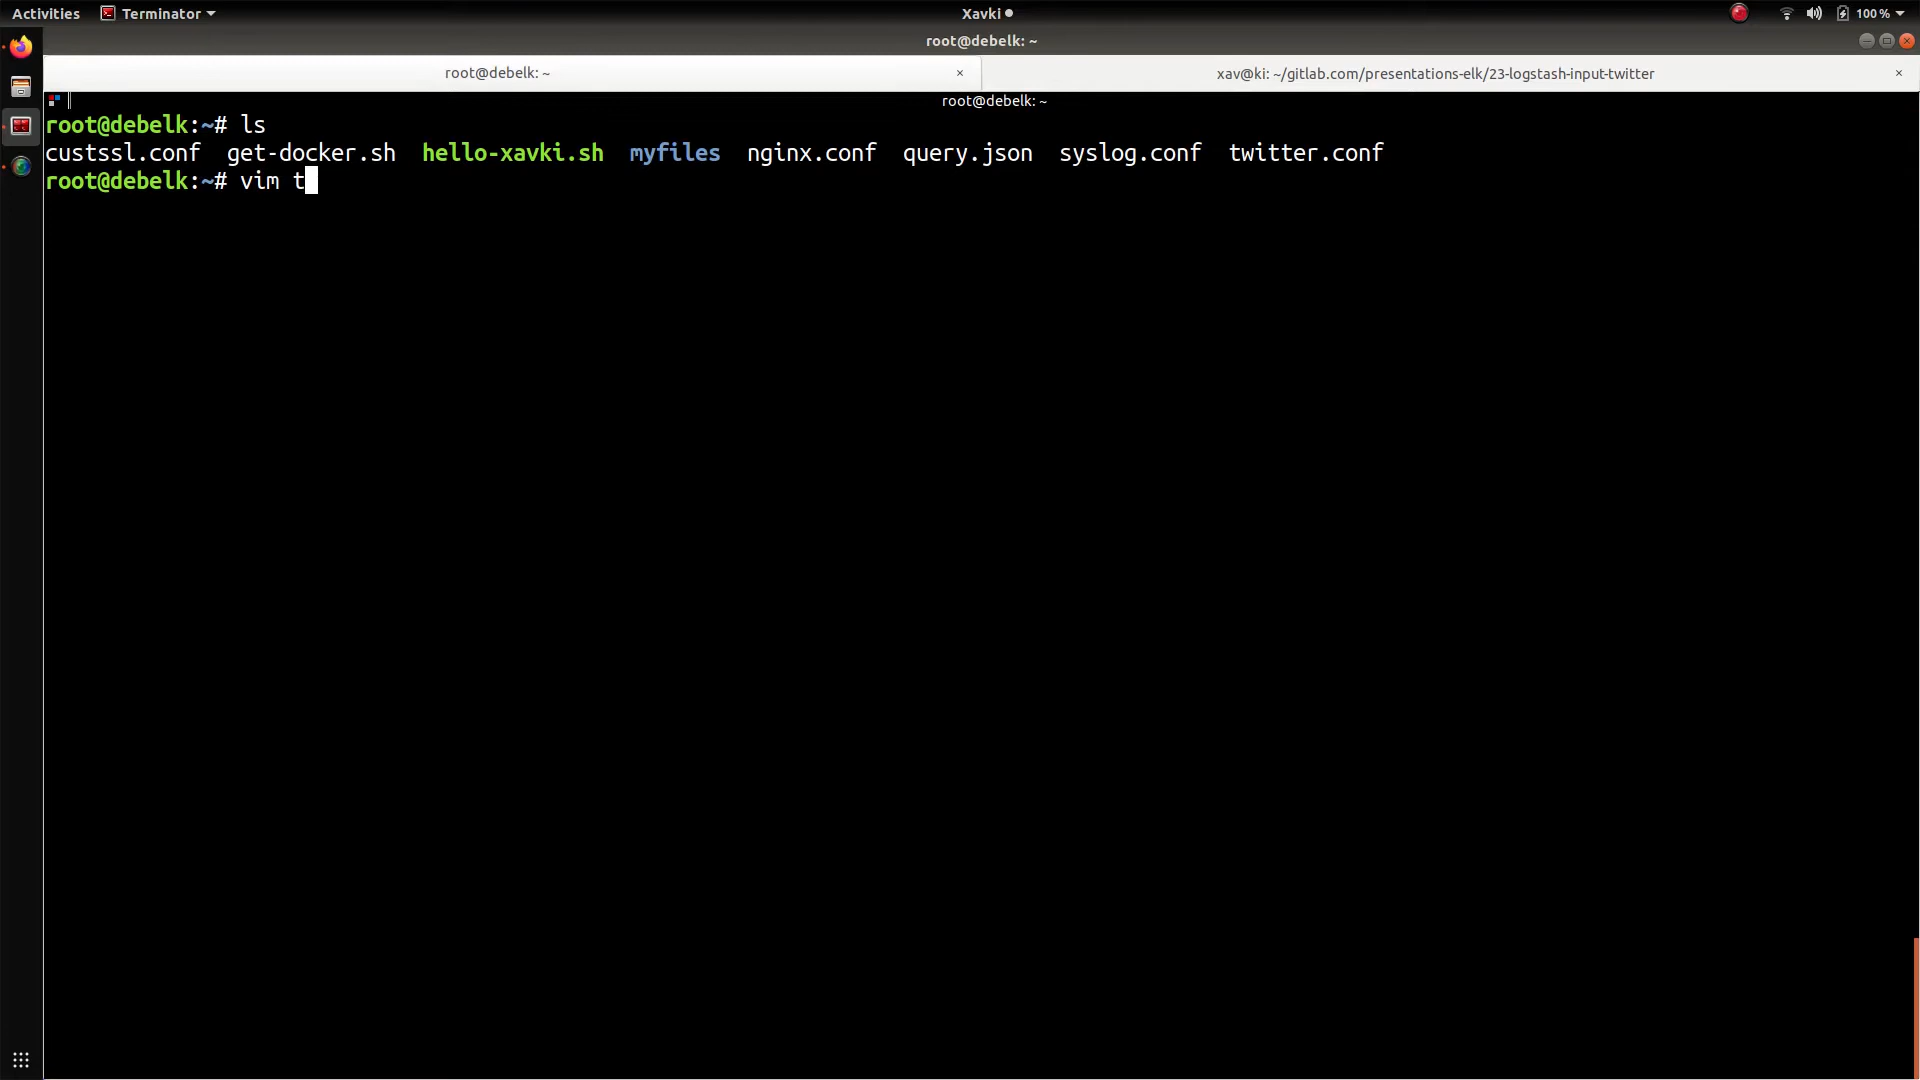 Activities Terminator Xavki 100 %
root@debelk: ~
root@debelk: ~ × xav@ki: ~/gitlab.com/presentations-elk/23-logstash-input-twitter ×
root@debelk: ~
root@debelk:~# ls
custssl.conf get-docker.sh hello-xavki.sh myfiles nginx.conf query.json syslog.conf twitter.conf
root@debelk:~# vim t